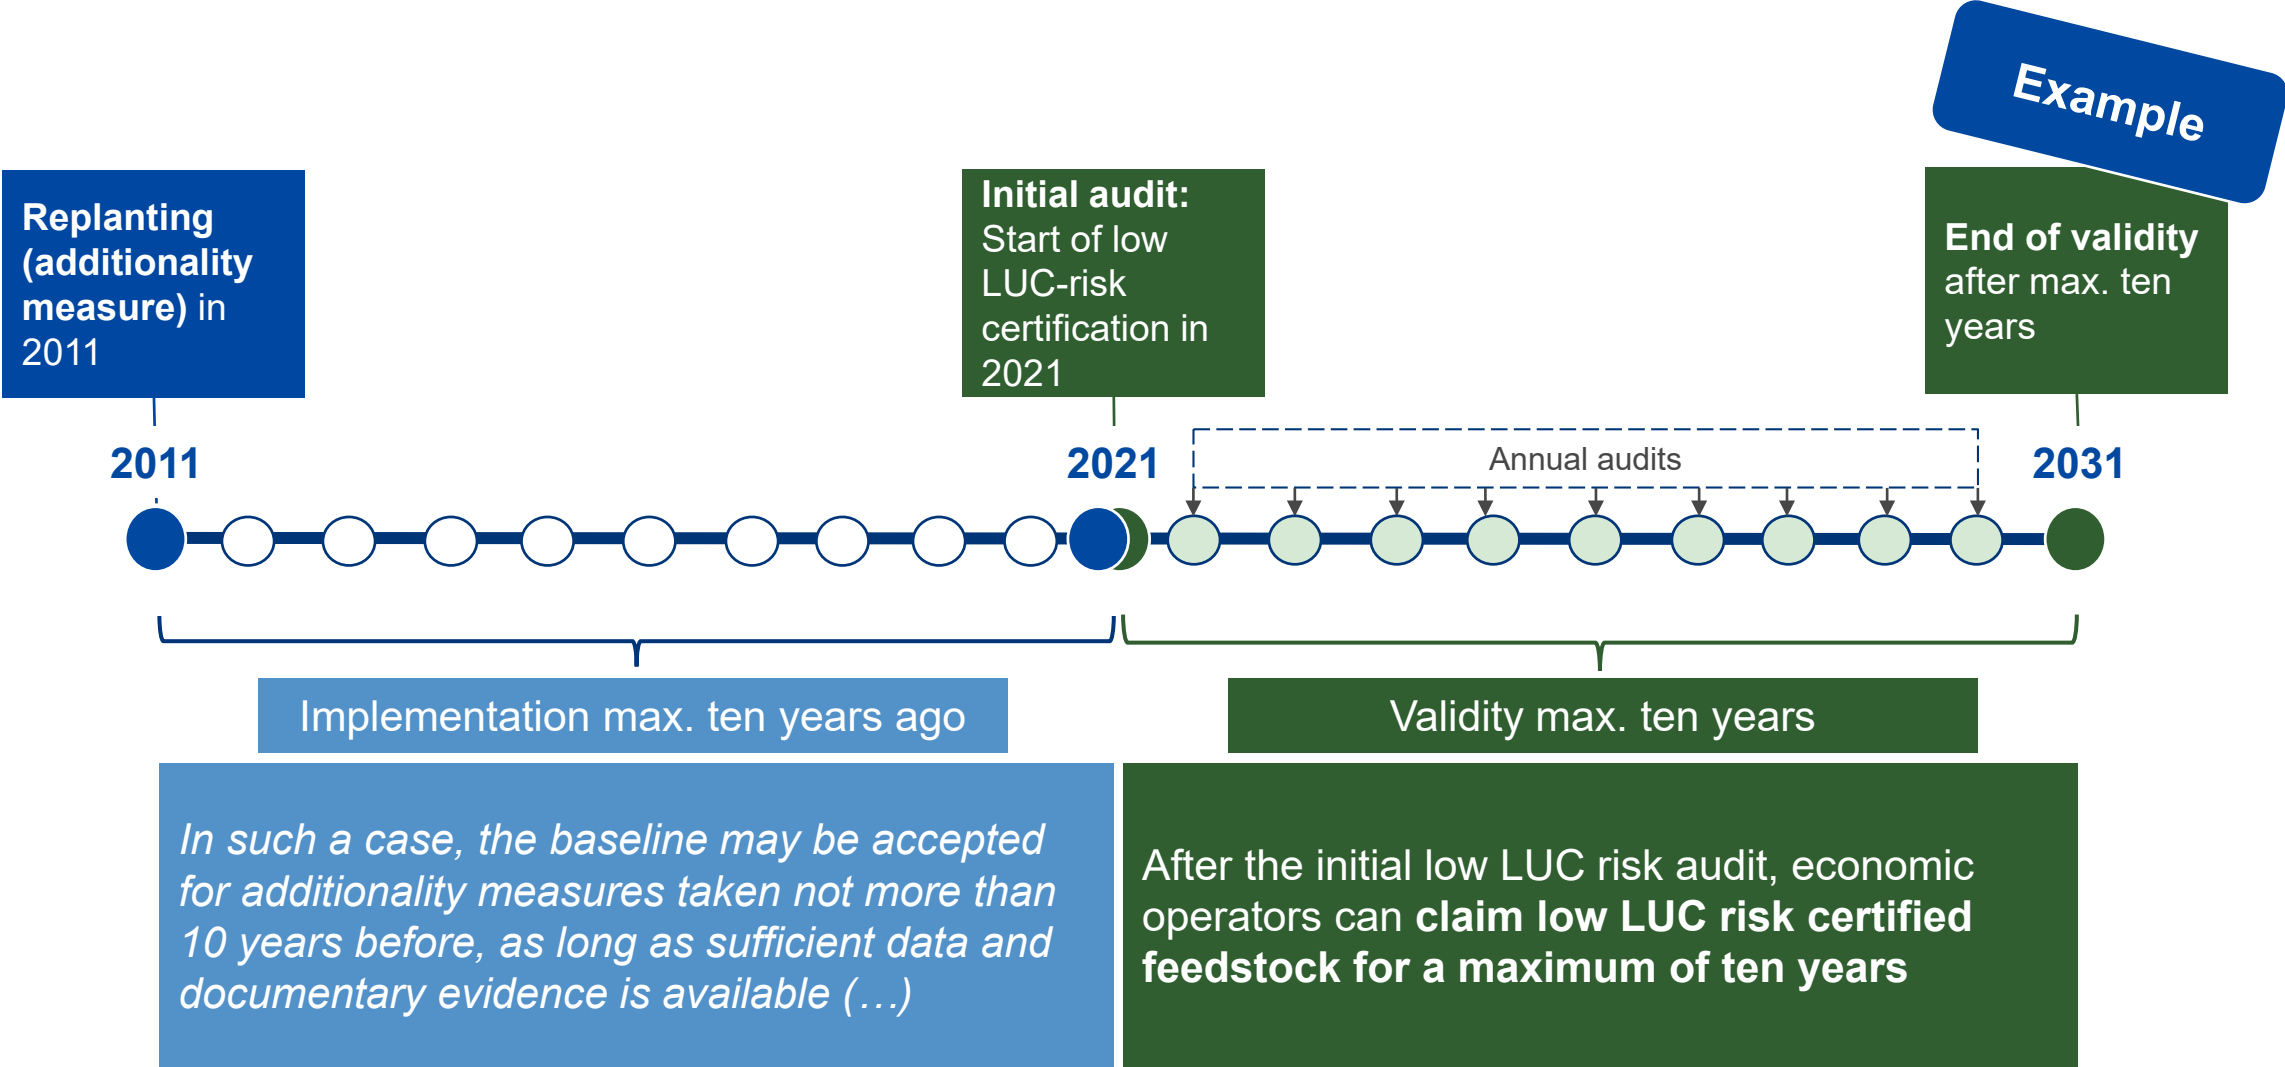 Example
Replanting
(additionality
measure) in
2011
Initial audit:
Start of low
LUC-risk
certification in
2021
End of validity
after max. ten
years
2011
2021
Annual audits
2031
Implementation max. ten years ago
Validity max. ten years
In such a case, the baseline may be accepted
for additionality measures taken not more than
10 years before, as long as sufficient data and
documentary evidence is available (…)
After the initial low LUC risk audit, economic
operators can claim low LUC risk certified
feedstock for a maximum of ten years